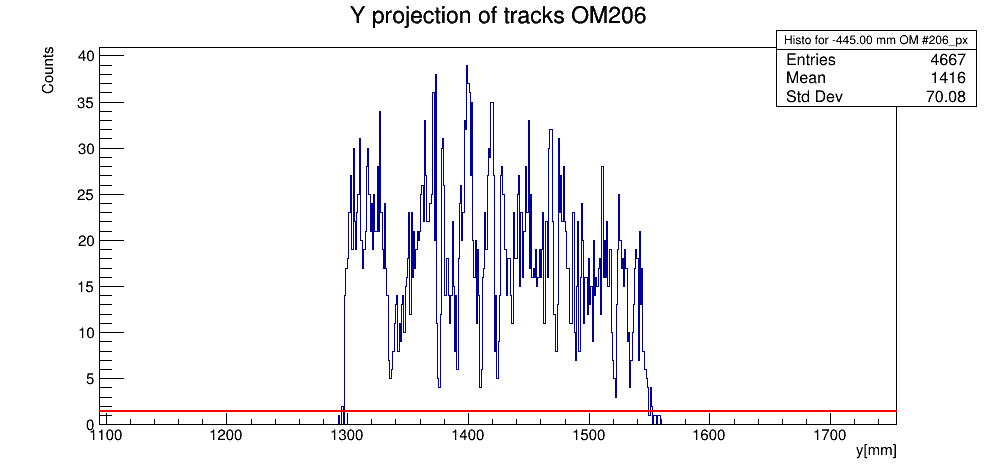 Y projection of tracks OM206
Histo for -445.00 mm OM #206_px
Entries 4667
Mean 1416
Std Dev 70.08
Counts
40
35
30
25
20
15
10
5
0
1100 1200 1300 1400 1500 1600 1700
y[mm]